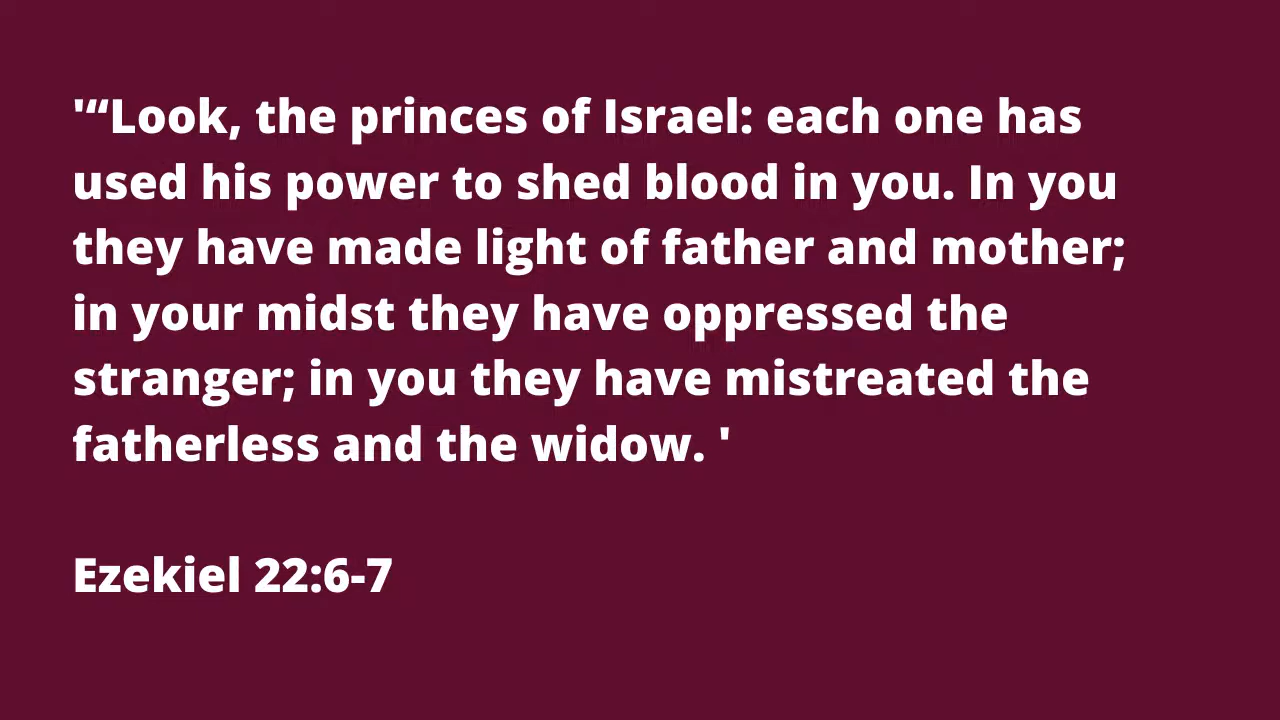 '“Look, the princes of Israel: each one has
used his power to shed blood in you. In you
they have made light of father and mother;
in your midst they have oppressed the
stranger; in you they have mistreated the
fatherless and the widow. '
Ezekiel 22:6-7